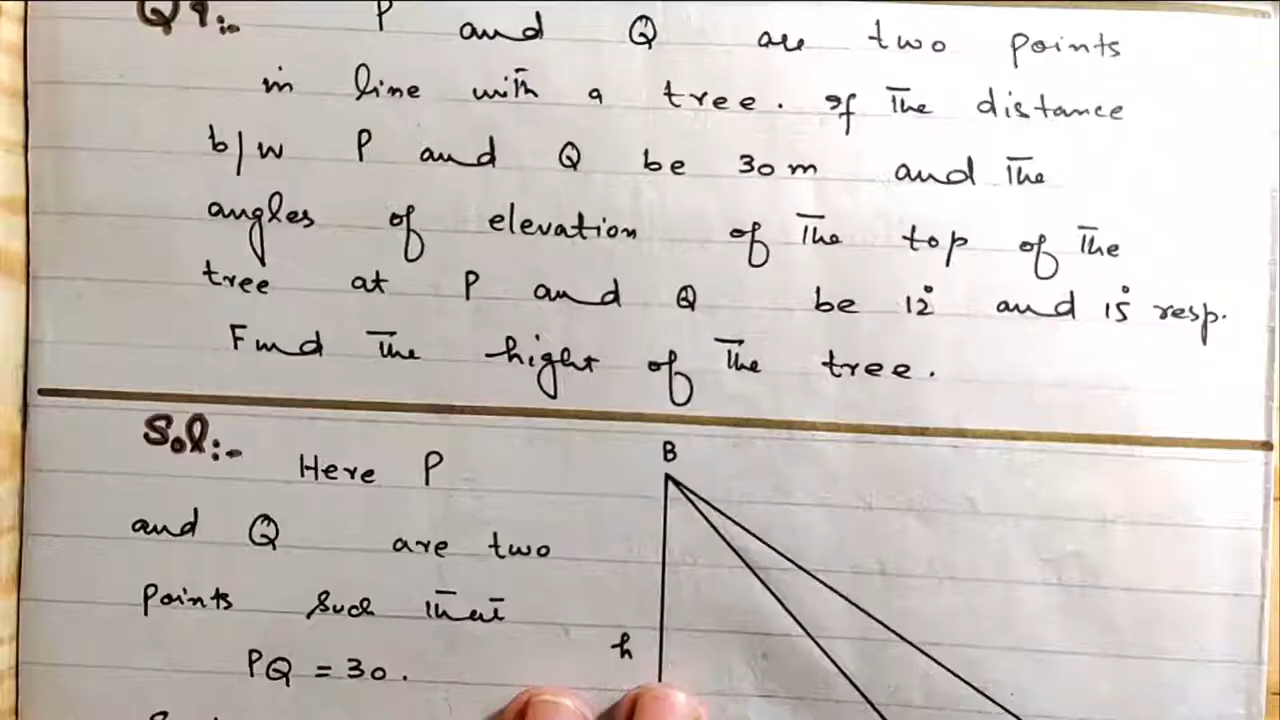 Q1:- P and Q are two points
in line with a tree. If The distance
b/w P and Q be 30 m and The
angles of elevation of The top of The
tree at P and Q be 12° and 15° resp.
Find The hight of The tree.
Sol:- Here P
and Q are two
points such that
PQ = 30.
B
h